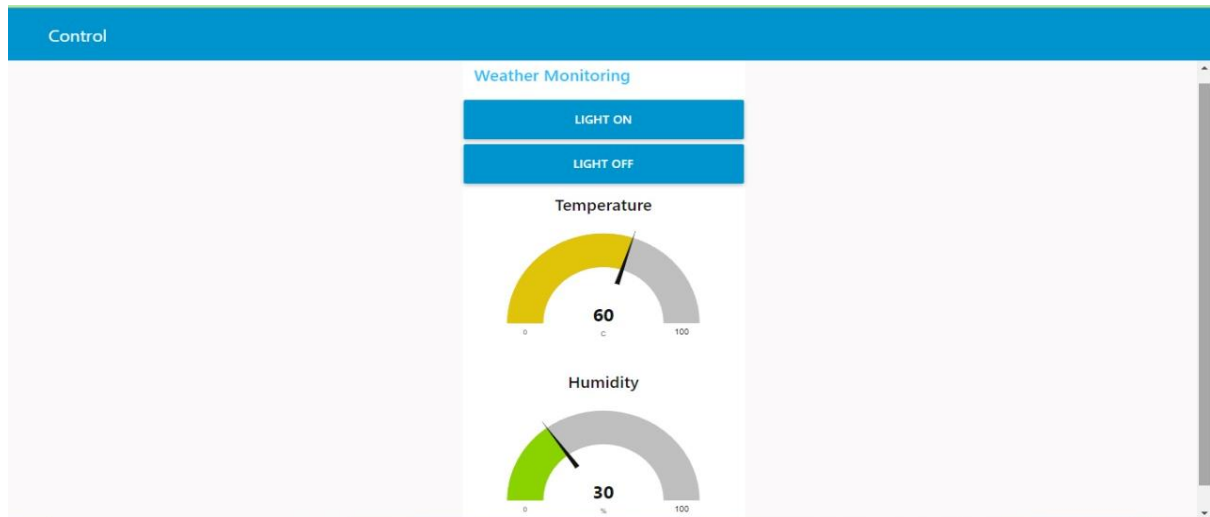 Control
Weather Monitoring
LIGHT ON
LIGHT OFF
Temperature
60
0 C 100
Humidity
30
0 % 100